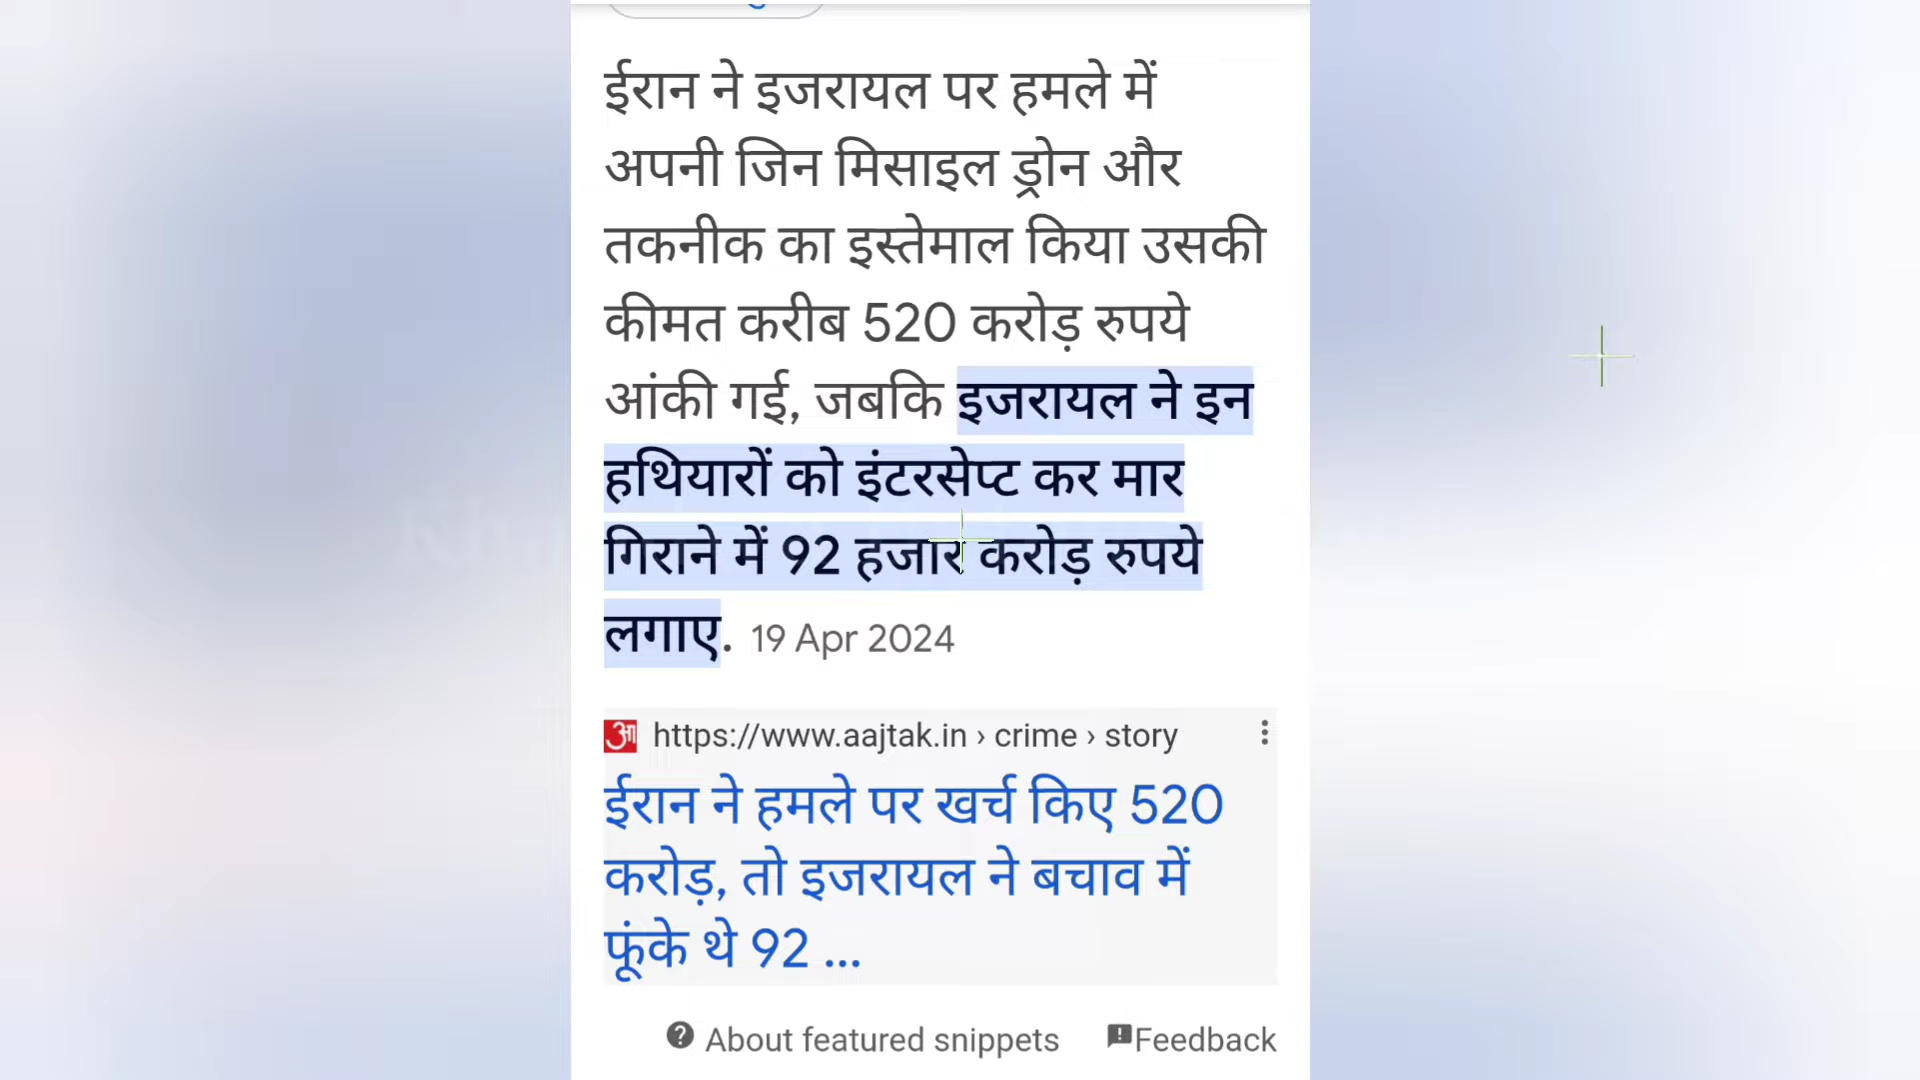 ईरान ने इजरायल पर हमले में
अपनी जिन मिसाइल ड्रोन और
तकनीक का इस्तेमाल किया उसकी
कीमत करीब 520 करोड़ रुपये
आंकी गई, जबकि इजरायल ने इन
हथियारों को इंटरसेप्ट कर मार
गिराने में 92 हजार करोड़ रुपये
लगाए. 19 Apr 2024
https://www.aajtak.in › crime › story
ईरान ने हमले पर खर्च किए 520
करोड़, तो इजरायल ने बचाव में
फूंके थे 92 ...
About featured snippets
Feedback